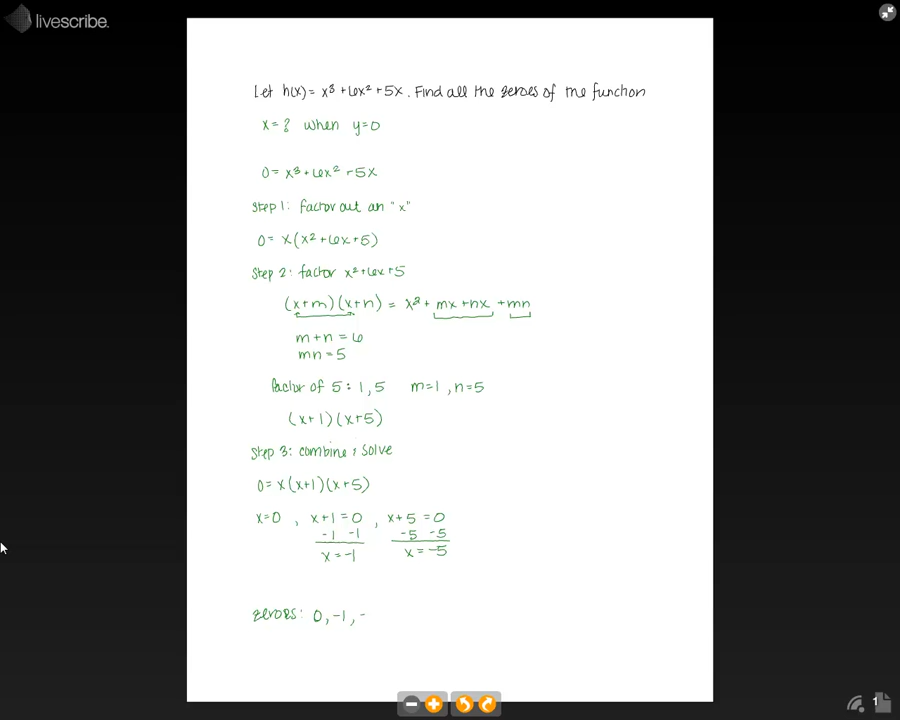 livescribe.
Let h(x) = x³ + 6x² + 5x. Find all the zeroes of the function
x = ? when y=0
0 = x³ + 6x² + 5x
Step 1: factor out an "x"
0 = x(x² + 6x + 5)
Step 2: factor x² + 6x + 5
(x+m)(x+n) = x² + mx + nx + mn
m + n = 6
mn = 5
factor of 5: 1, 5 m=1, n=5
(x+1)(x+5)
Step 3: combine & solve
0 = x(x+1)(x+5)
x=0, x+1=0, x+5=0
-1 -1 -5 -5
x = -1 x = -5
zeroes: 0, -1, -
1